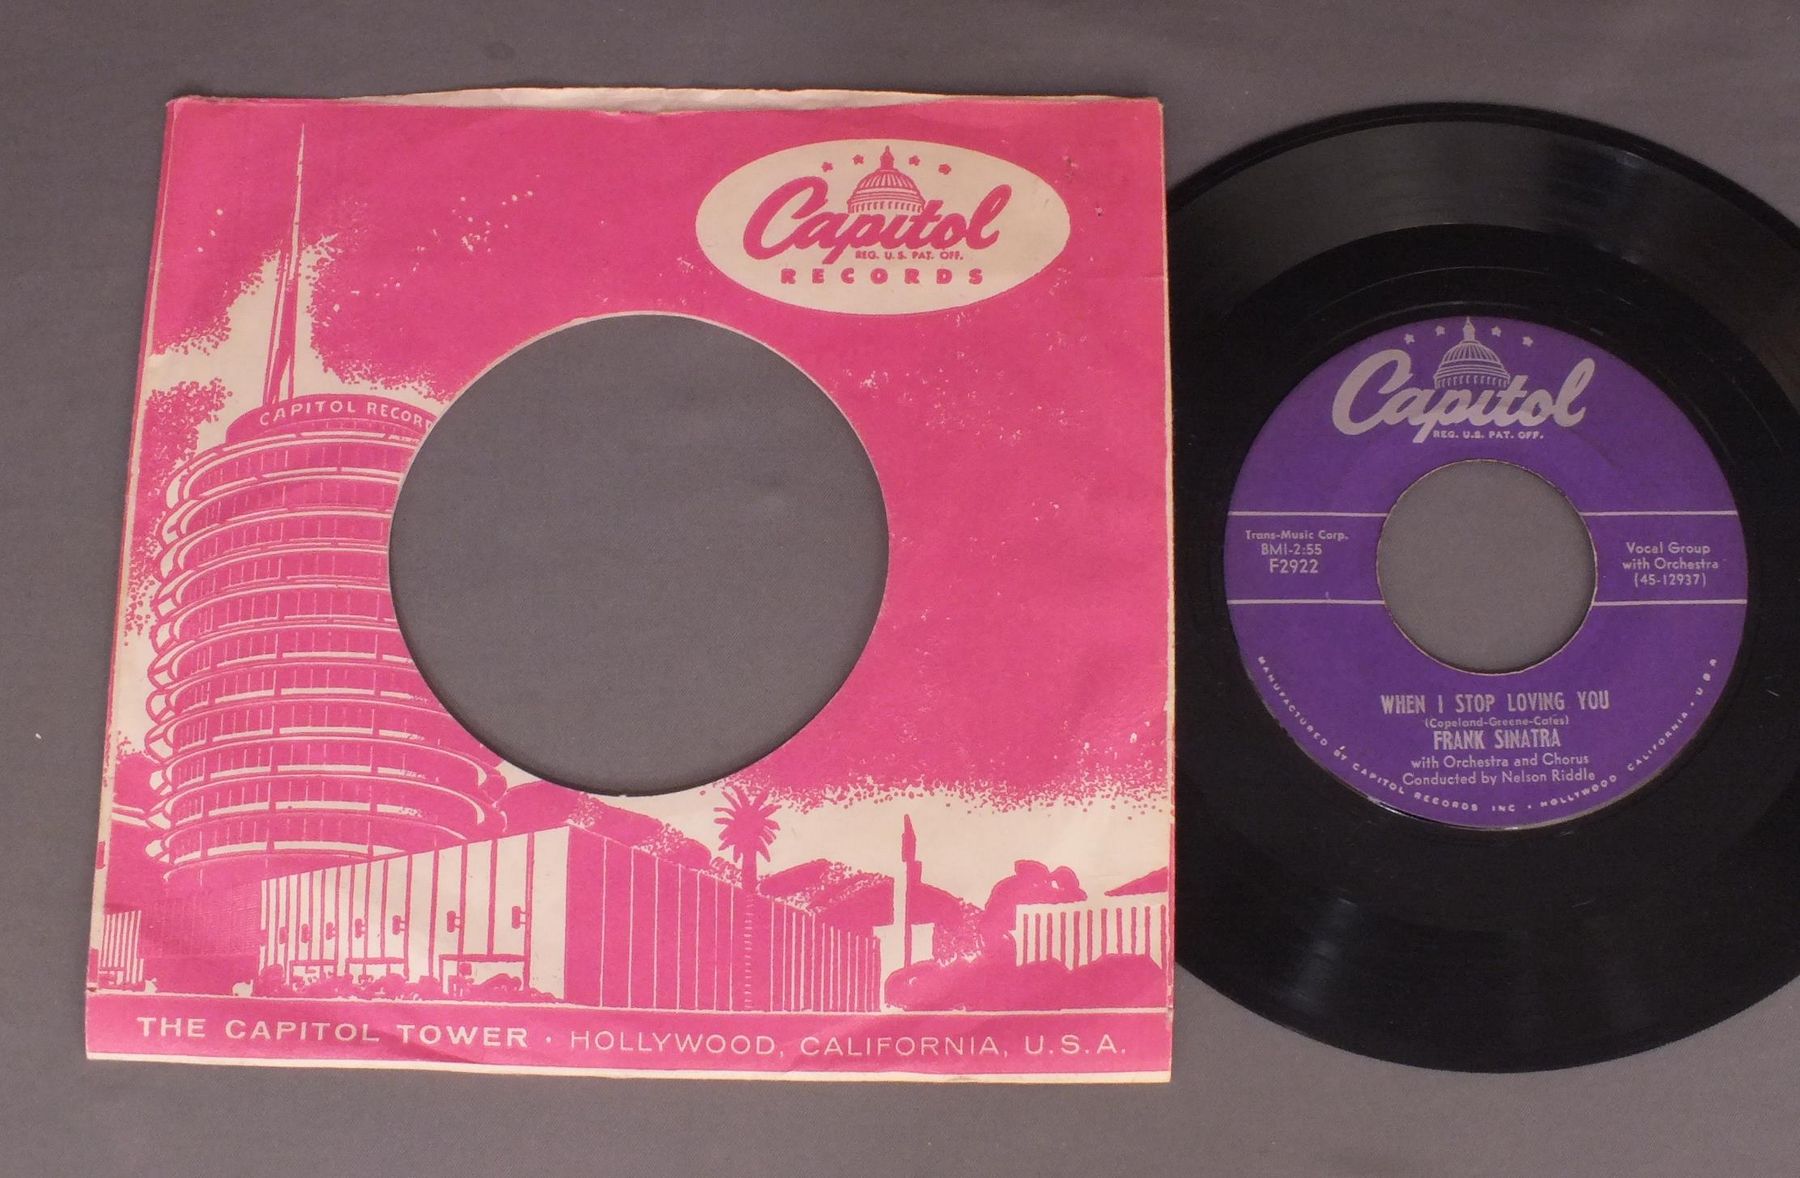 Capitol
REG. U.S. PAT. OFF.
RECORDS
CAPITOL RECOR
THE CAPITOL TOWER • HOLLYWOOD, CALIFORNIA, U.S.A.
Capitol
REG. U.S. PAT. OFF.
Trans-Music Corp.
BMI-2:55
F2922
Vocal Group
with Orchestra
(45-12937)
WHEN I STOP LOVING YOU
(Copeland-Greene-Cates)
FRANK SINATRA
with Orchestra and Chorus
Conducted by Nelson Riddle
MANUFACTURED BY CAPITOL RECORDS INC • HOLLYWOOD CALIFORNIA • U.S.A